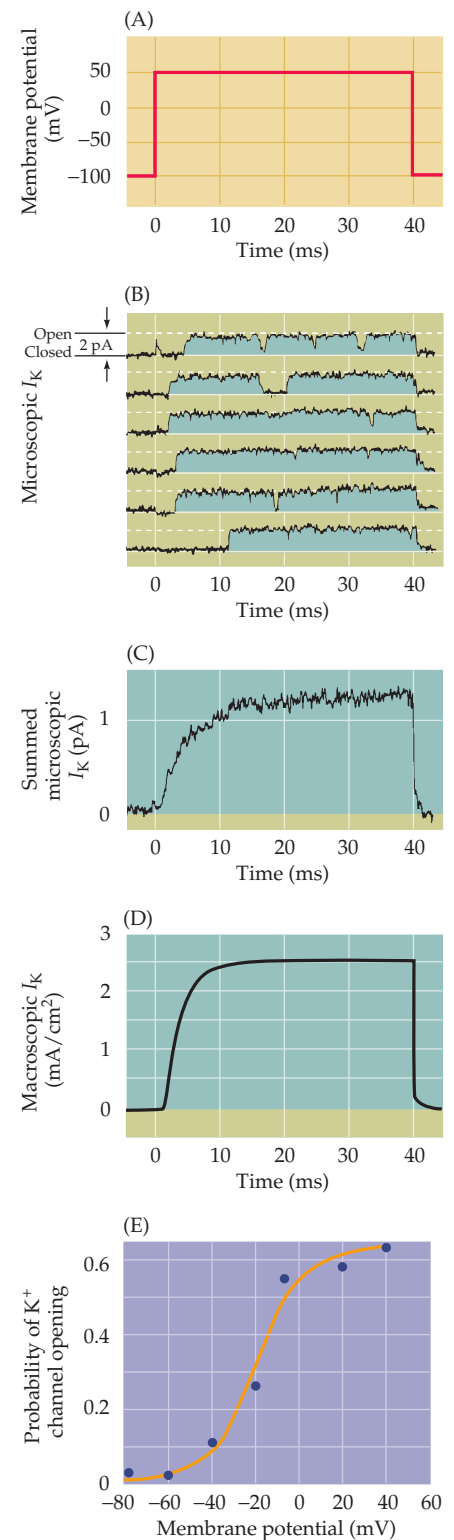 (A)
Membrane potential
(mV)
50
0
−50
−100
0 10 20 30 40
Time (ms)
(B)
Open
Closed
2 pA
Microscopic IK
0 10 20 30 40
Time (ms)
(C)
Summed
microscopic
IK (pA)
1
0
0 10 20 30 40
Time (ms)
(D)
Macroscopic IK
(mA/cm²)
3
2
1
0
0 10 20 30 40
Time (ms)
(E)
Probability of K⁺
channel opening
0.6
0.4
0.2
0
−80 −60 −40 −20 0 20 40 60
Membrane potential (mV)